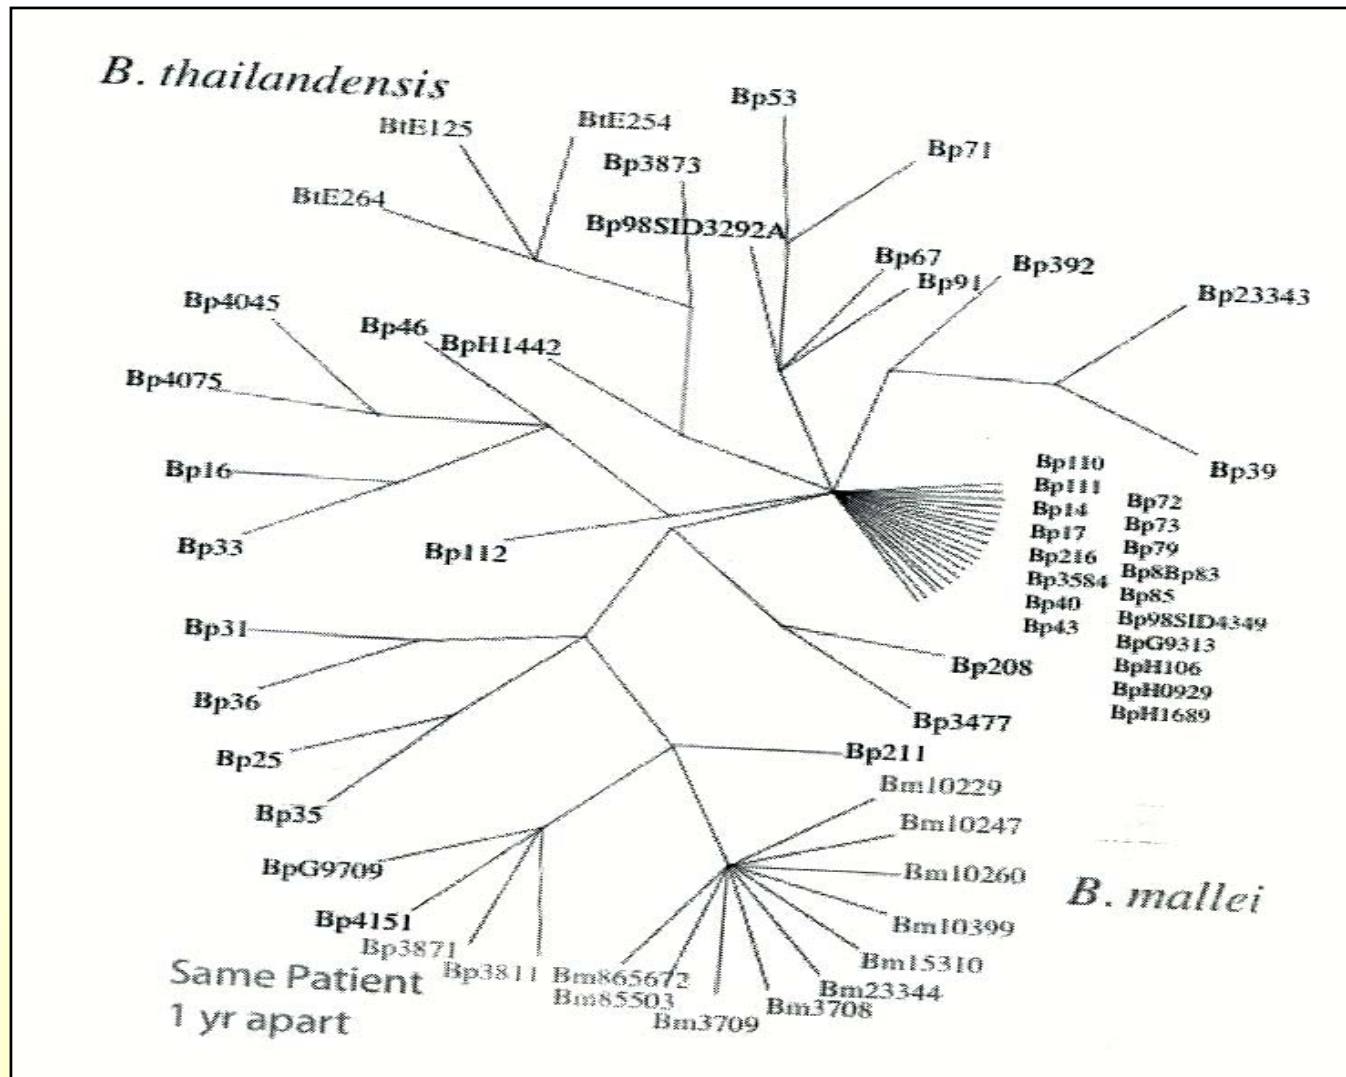 B. thailandensis
BtE125
BtE254
Bp53
Bp3873
Bp71
BtE264
Bp98SID3292A
Bp67
Bp91
Bp392
Bp23343
Bp4045
Bp46
BpH1442
Bp4075
Bp16
Bp39
Bp33
Bp112
Bp110
Bp111
Bp14
Bp17
Bp216
Bp3584
Bp40
Bp43
Bp72
Bp73
Bp79
Bp8Bp83
Bp85
Bp98SID4349
BpG9313
BpH106
BpH0929
BpH1689
Bp31
Bp36
Bp25
Bp35
Bp208
Bp3477
Bp211
Bm10229
Bm10247
Bm10260
B. mallei
Bm10399
Bm15310
Bm23344
Bm3708
Bm3709
Bm85503
Bm865672
BpG9709
Bp4151
Bp3871
Bp3811
Same Patient
1 yr apart